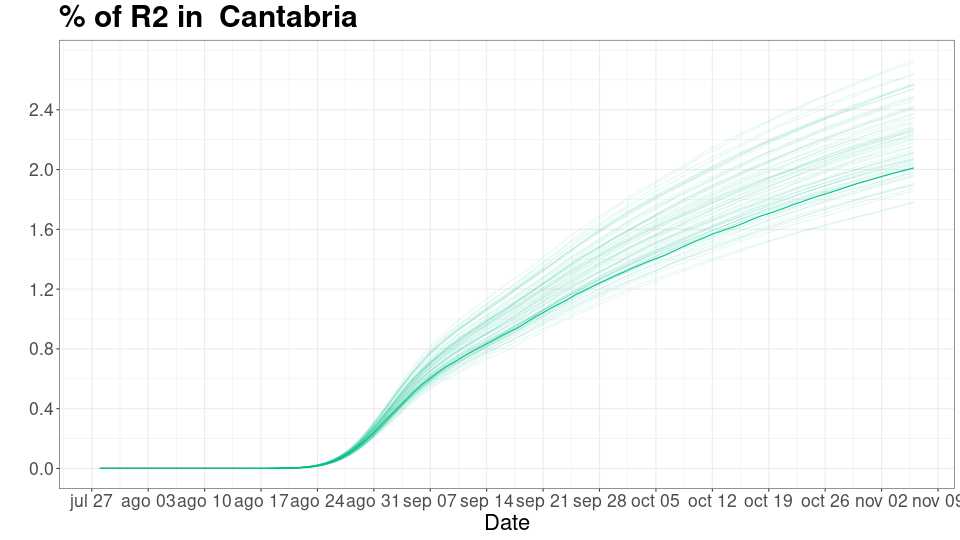 % of R2 in  Cantabria
2.4
2.0
1.6
1.2
0.8
0.4
0.0
jul 27 ago 03 ago 10 ago 17 ago 24 ago 31 sep 07 sep 14 sep 21 sep 28 oct 05 oct 12 oct 19 oct 26 nov 02 nov 09
Date